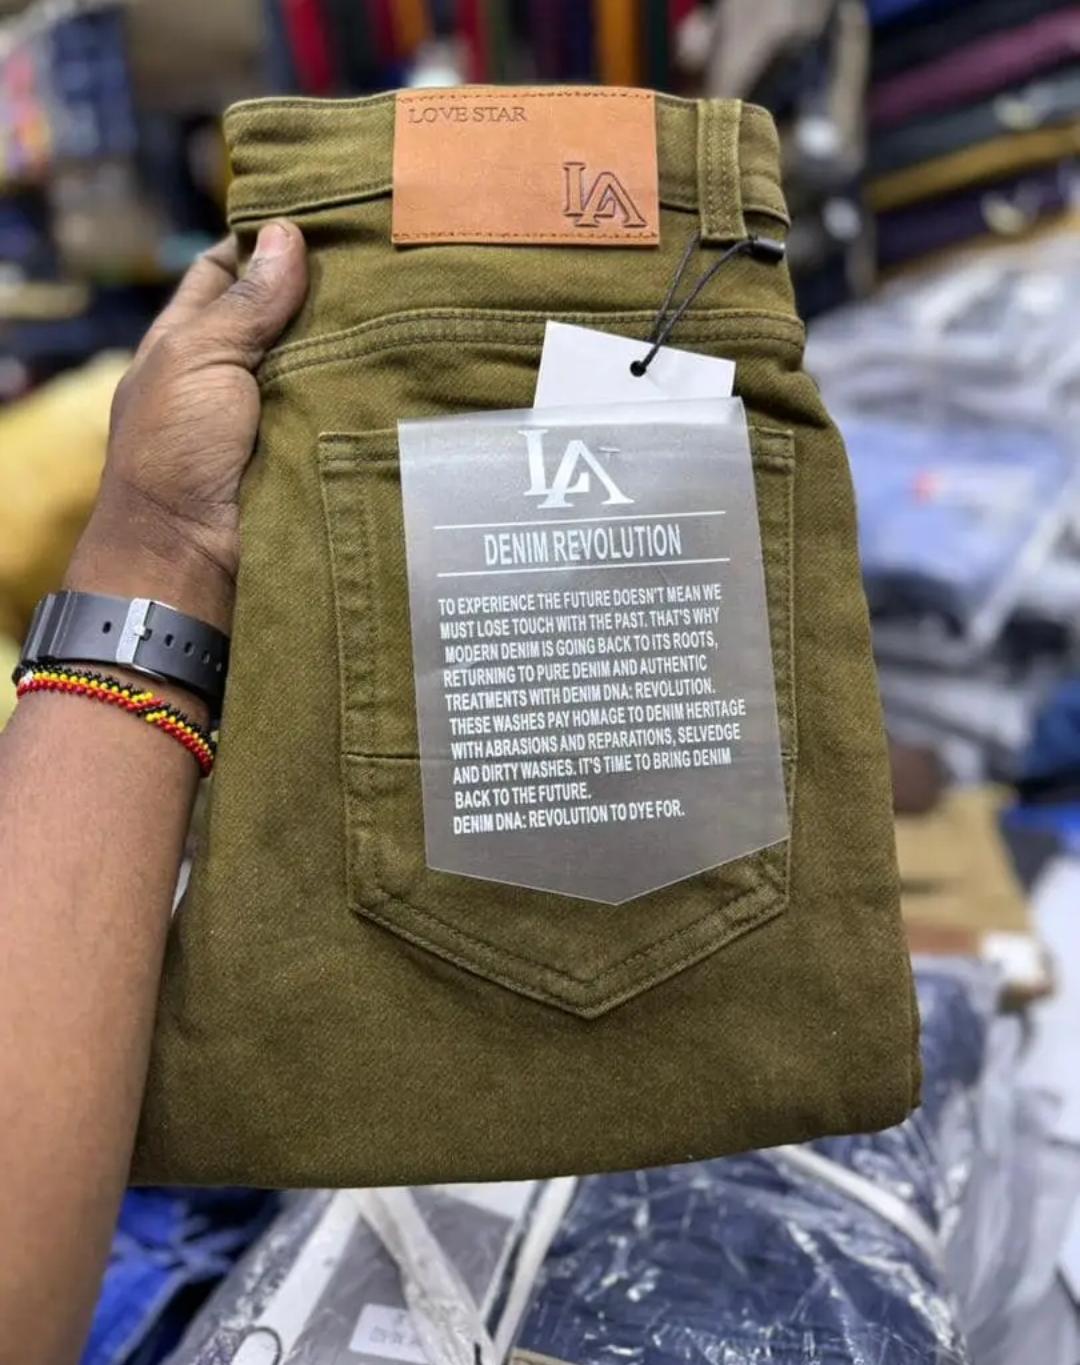 LOVE STAR
LA
LA
DENIM REVOLUTION
TO EXPERIENCE THE FUTURE DOESN'T MEAN WE
MUST LOSE TOUCH WITH THE PAST. THAT'S WHY
MODERN DENIM IS GOING BACK TO ITS ROOTS,
RETURNING TO PURE DENIM AND AUTHENTIC
TREATMENTS WITH DENIM DNA: REVOLUTION.
THESE WASHES PAY HOMAGE TO DENIM HERITAGE
WITH ABRASIONS AND REPARATIONS, SELVEDGE
AND DIRTY WASHES. IT'S TIME TO BRING DENIM
BACK TO THE FUTURE.
DENIM DNA: REVOLUTION TO DYE FOR.